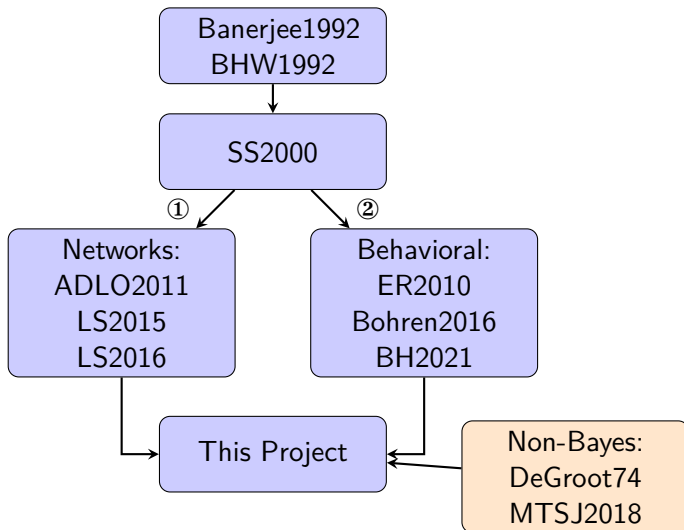 Banerjee1992
BHW1992
SS2000
① ②
Networks:
ADLO2011
LS2015
LS2016
Behavioral:
ER2010
Bohren2016
BH2021
This Project
Non-Bayes:
DeGroot74
MTSJ2018